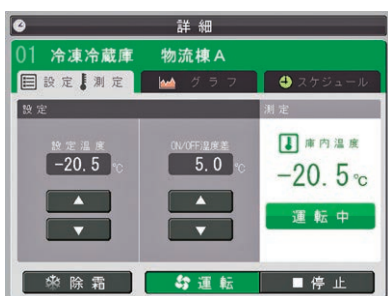 詳細
01 冷凍冷蔵庫 物流棟A
設定 測定 グラフ スケジュール
設定 測定
設定温度 ON/OFF温度差 庫内温度
-20.5 ℃ 5.0 ℃ -20.5℃
運転中
除霜 運転 停止